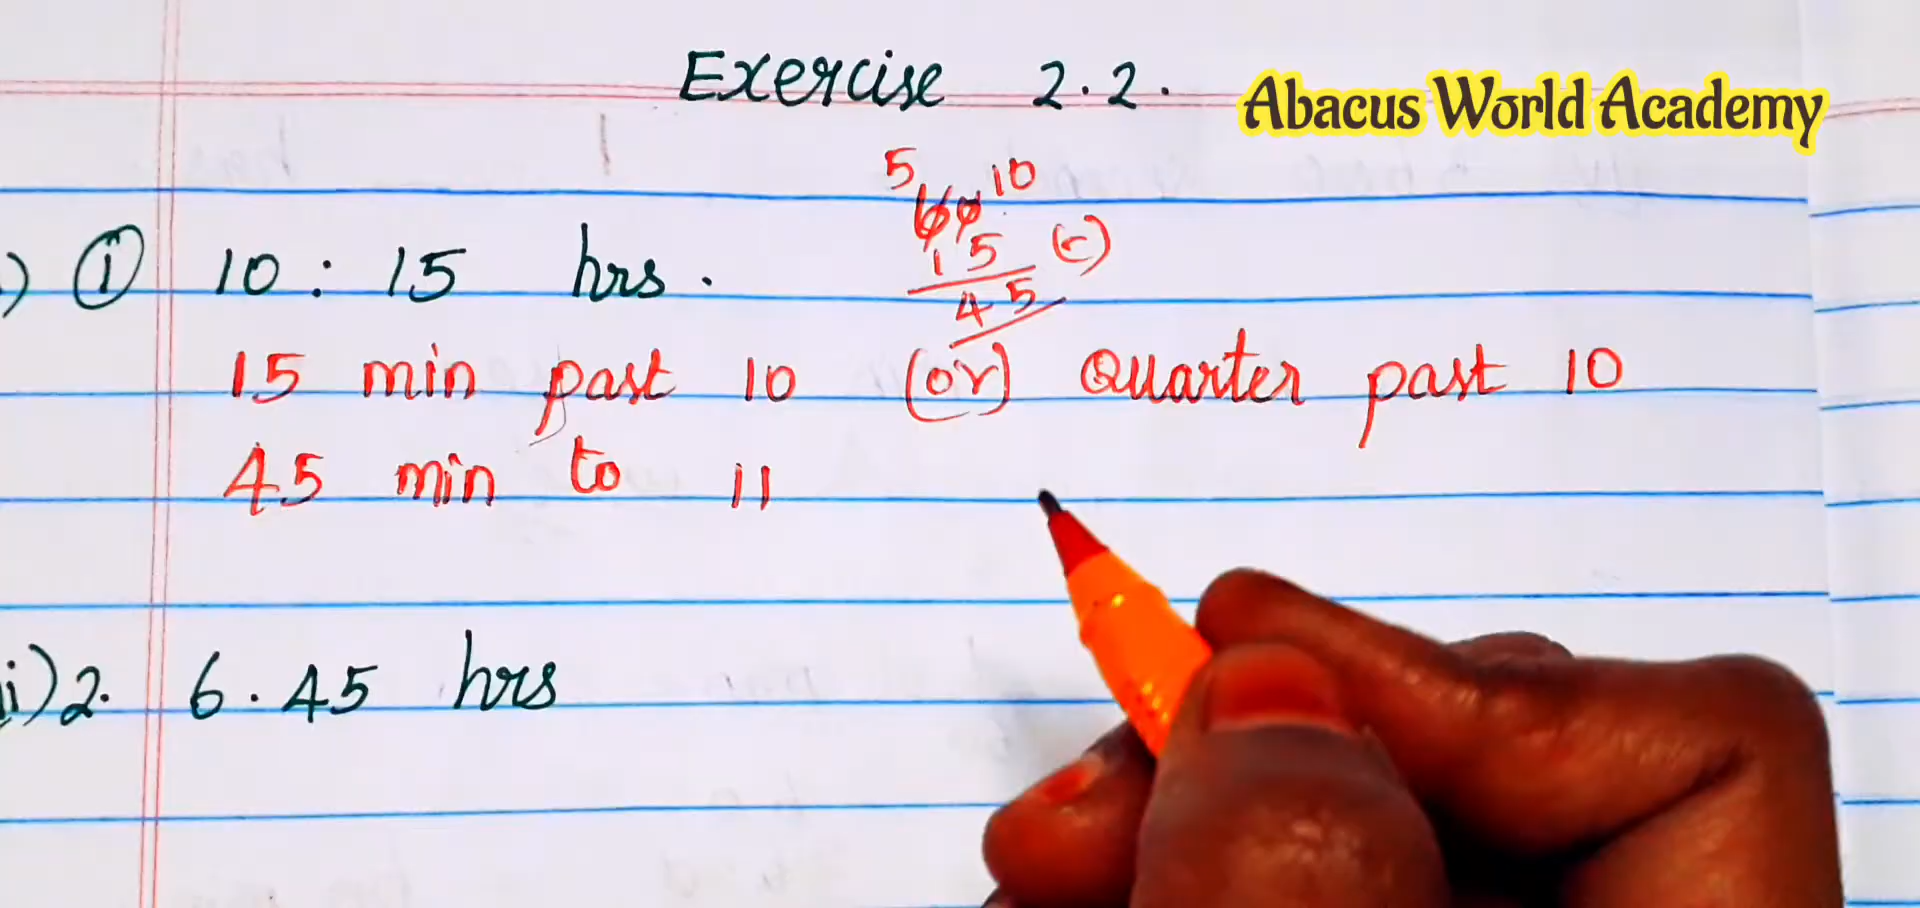 Exercise 2.2.
Abacus World Academy
5 10
60
15 (-)
45
i) 10 : 15 hrs.
15 min past 10 (or) Quarter past 10
45 min to 11
ii) 2. 6.45 hrs